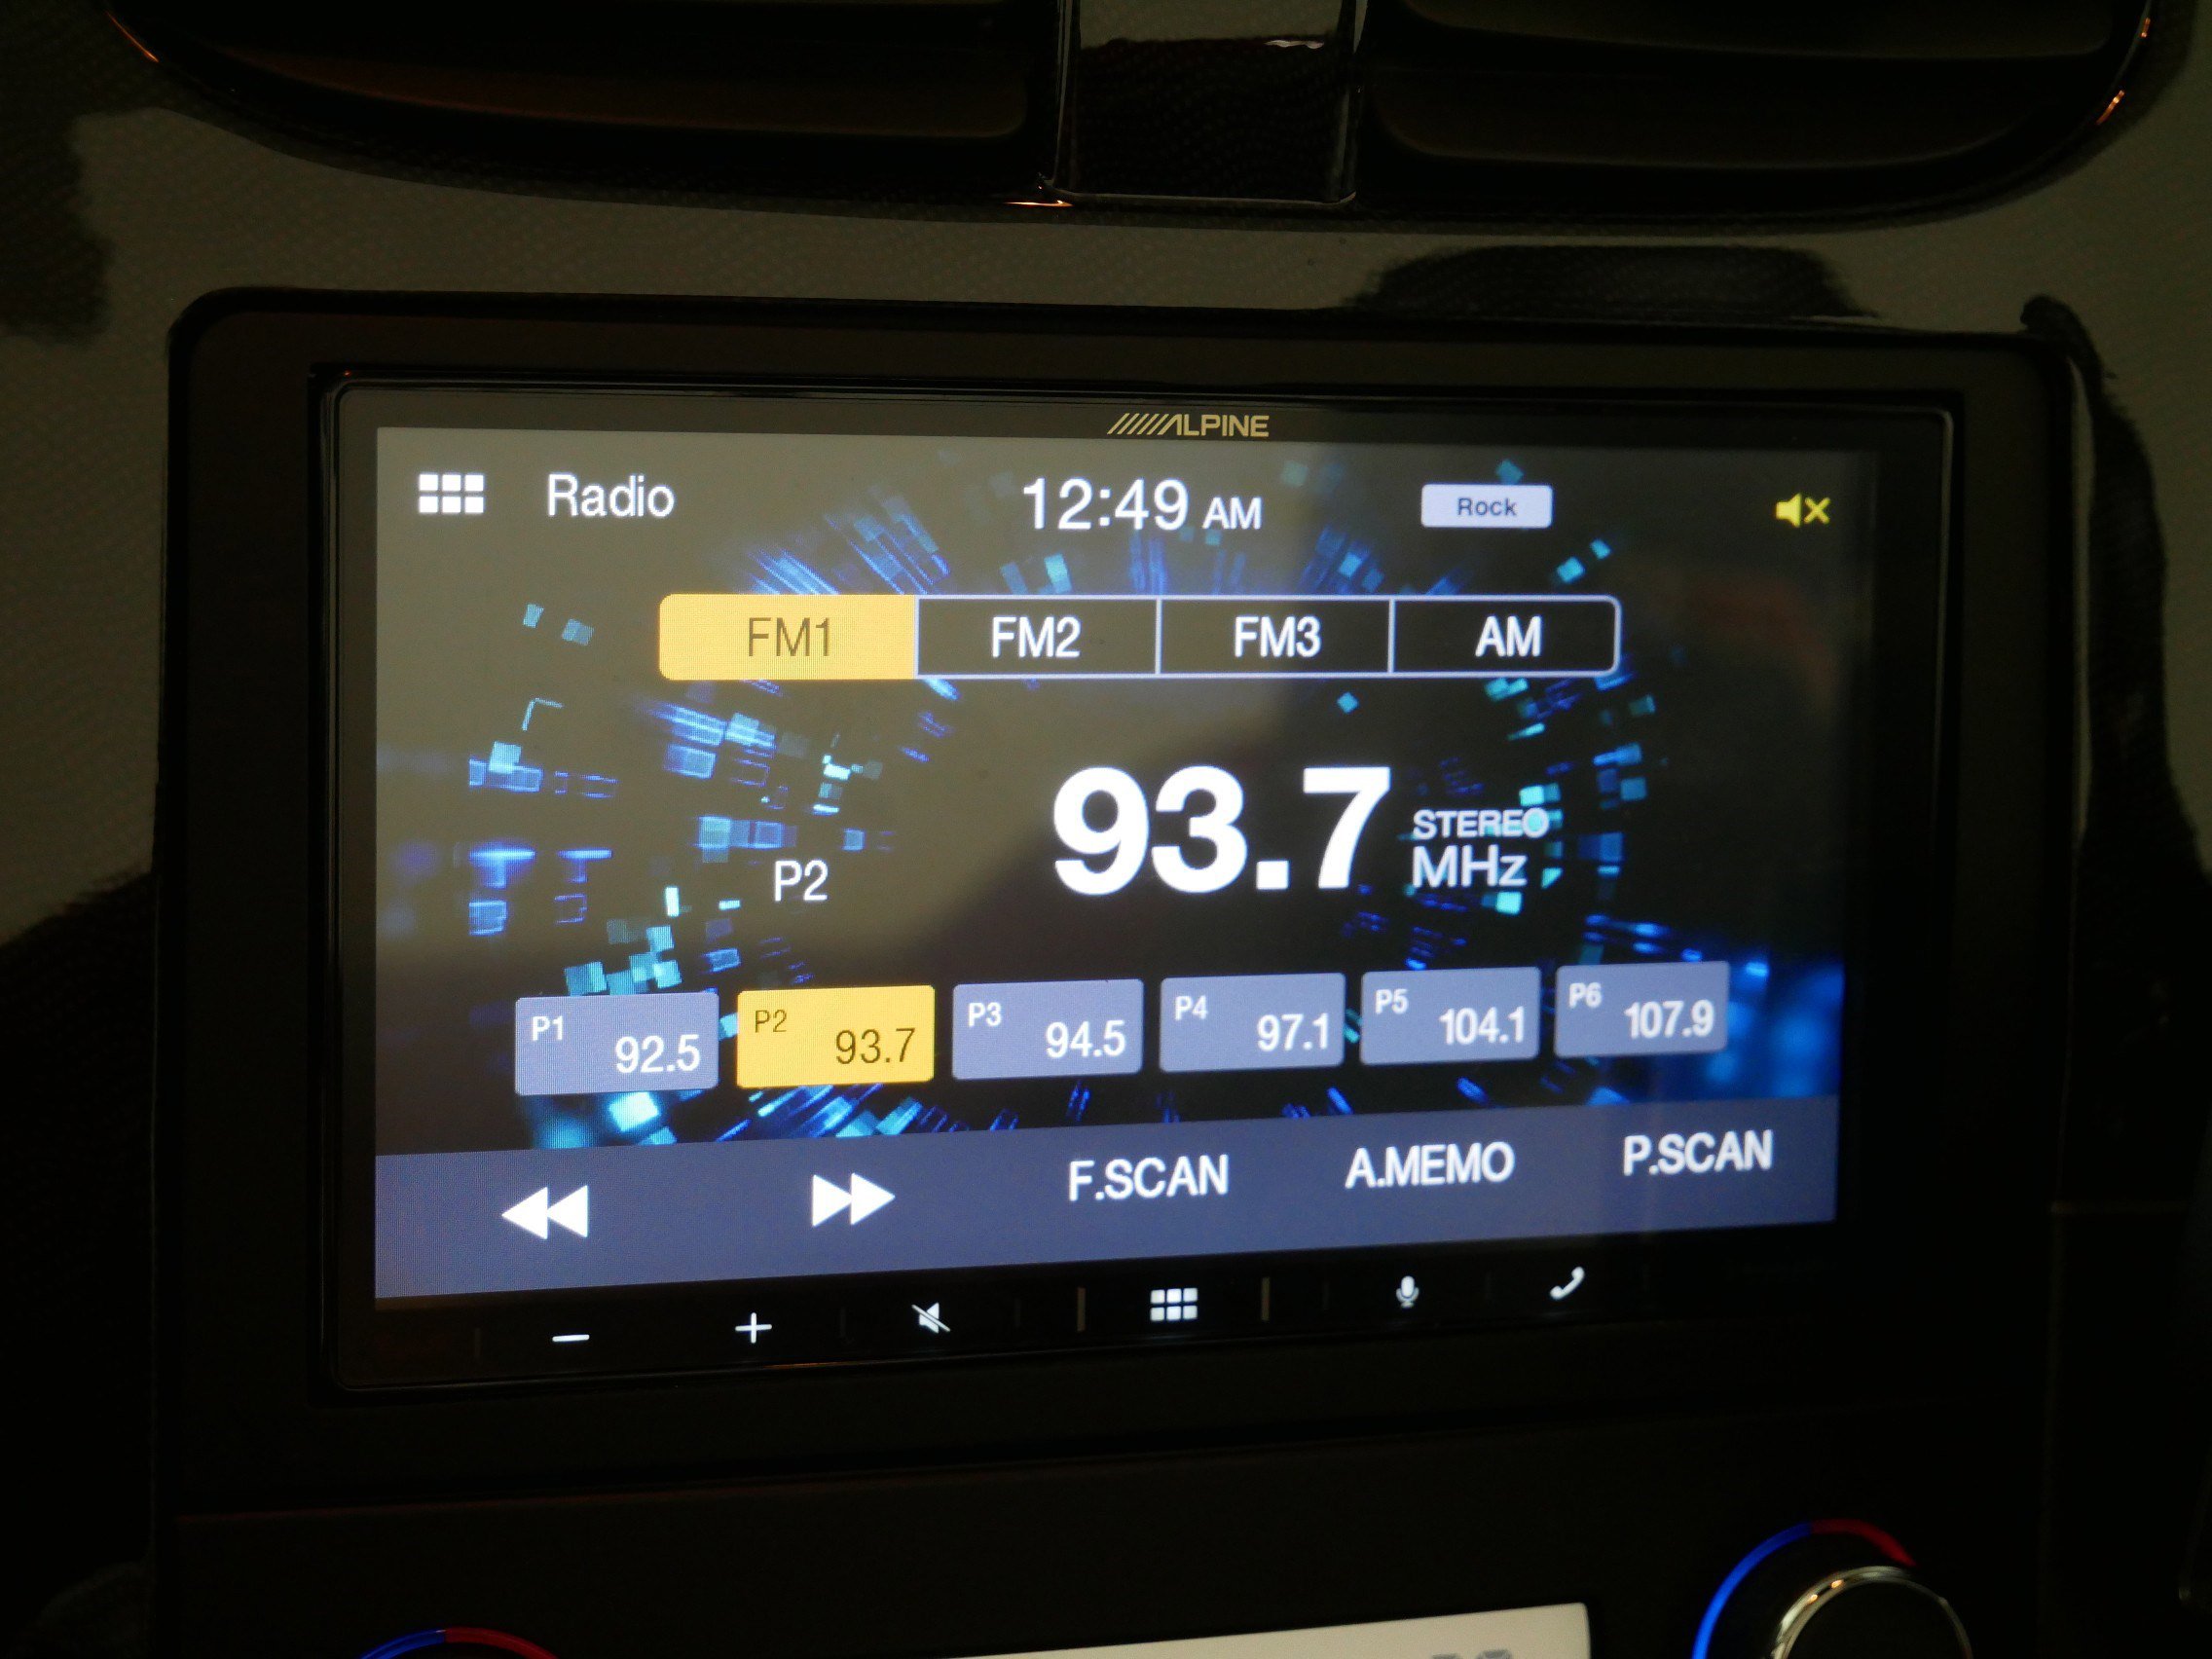 ALPINE
Radio 12:49 AM Rock
FM1 FM2 FM3 AM
93.7 STEREO
P2 MHz
P1 92.5 P2 93.7 P3 94.5 P4 97.1 P5 104.1 P6 107.9
F.SCAN A.MEMO P.SCAN